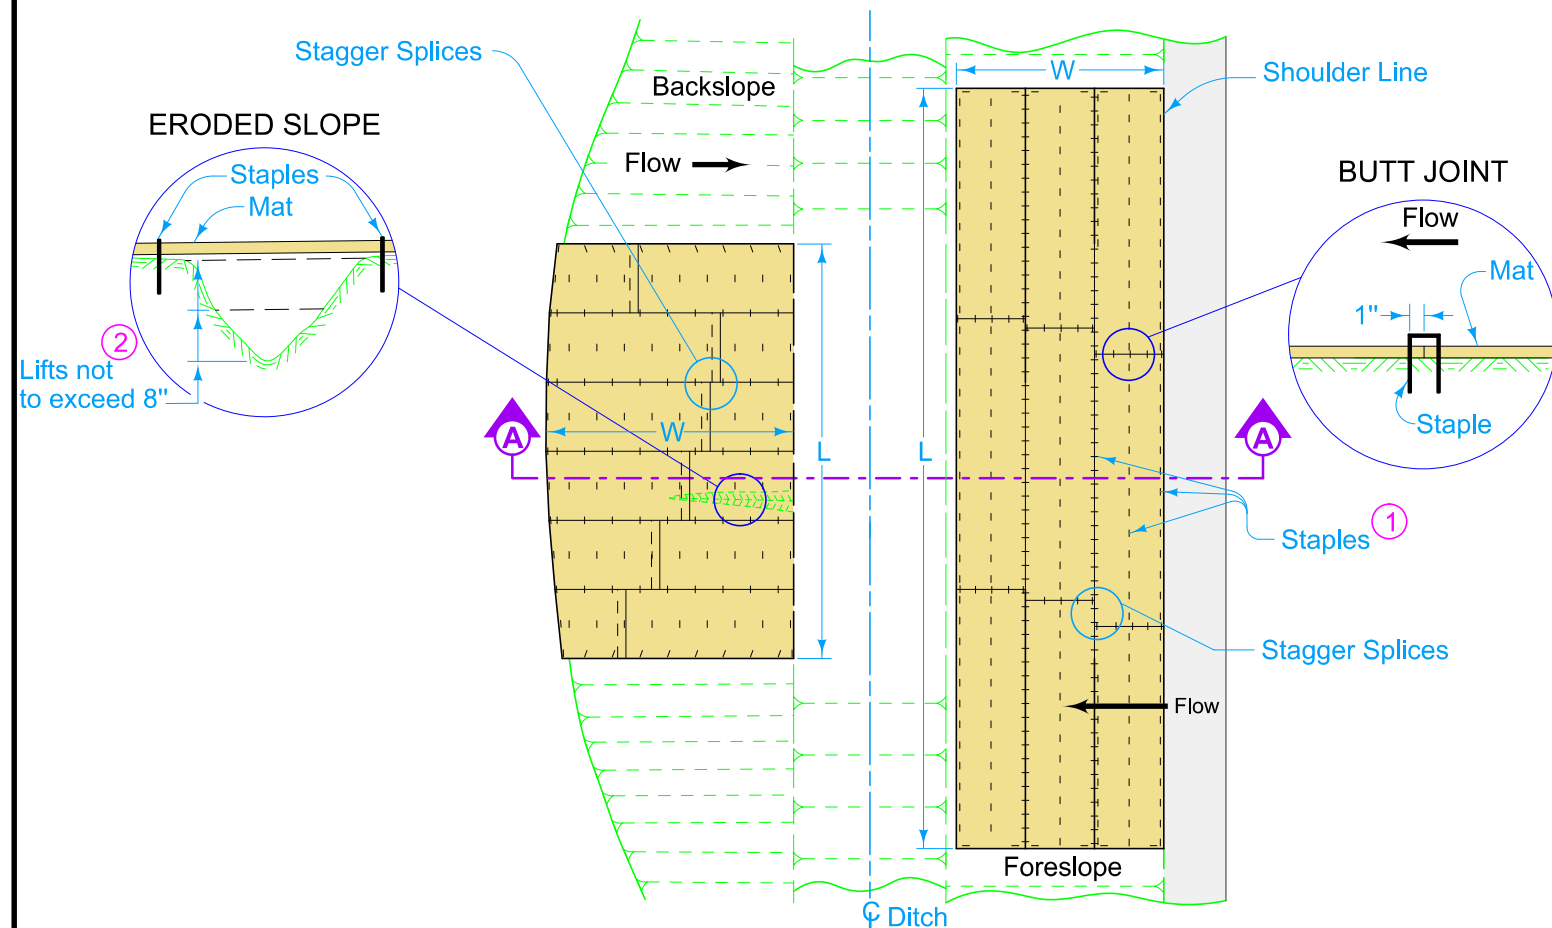 Stagger Splices
Backslope
W
Shoulder Line
ERODED SLOPE
Flow
BUTT JOINT
Staples
Mat
Flow
Mat
1"
2
Lifts not
to exceed 8"
Staple
A
W
L
L
A
1
Staples
Stagger Splices
Flow
Foreslope
℄ Ditch